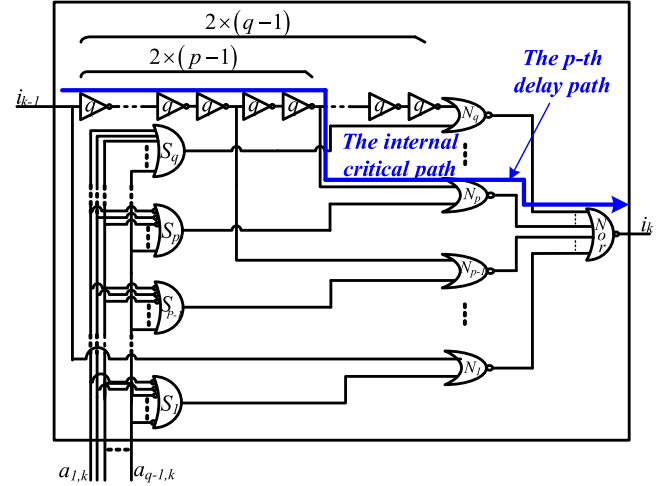 2×(q−1)
2×(p−1)
The p-th
delay path
i_{k-1}
q q q q q q q
N_q
The internal
critical path
S_q
N_p
S_p
N o r
i_k
N_{p-1}
S_{p-1}
N_1
S_1
a_{1,k} a_{q-1,k}